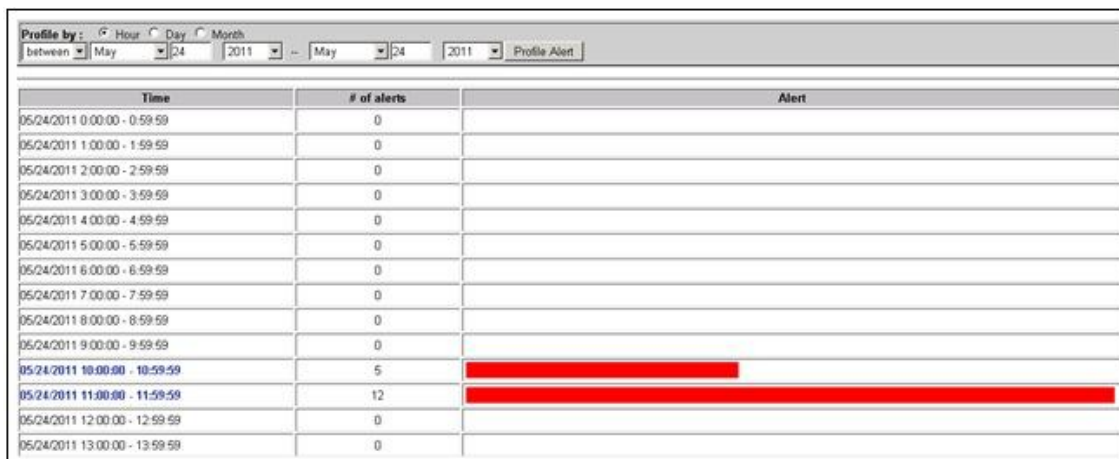 Profile by : Hour Day Month
between May 24 2011 -- May 24 2011 Profile Alert
Time # of alerts Alert
05/24/2011 0:00:00 - 0:59:59 0
05/24/2011 1:00:00 - 1:59:59 0
05/24/2011 2:00:00 - 2:59:59 0
05/24/2011 3:00:00 - 3:59:59 0
05/24/2011 4:00:00 - 4:59:59 0
05/24/2011 5:00:00 - 5:59:59 0
05/24/2011 6:00:00 - 6:59:59 0
05/24/2011 7:00:00 - 7:59:59 0
05/24/2011 8:00:00 - 8:59:59 0
05/24/2011 9:00:00 - 9:59:59 0
05/24/2011 10:00:00 - 10:59:59 5
05/24/2011 11:00:00 - 11:59:59 12
05/24/2011 12:00:00 - 12:59:59 0
05/24/2011 13:00:00 - 13:59:59 0